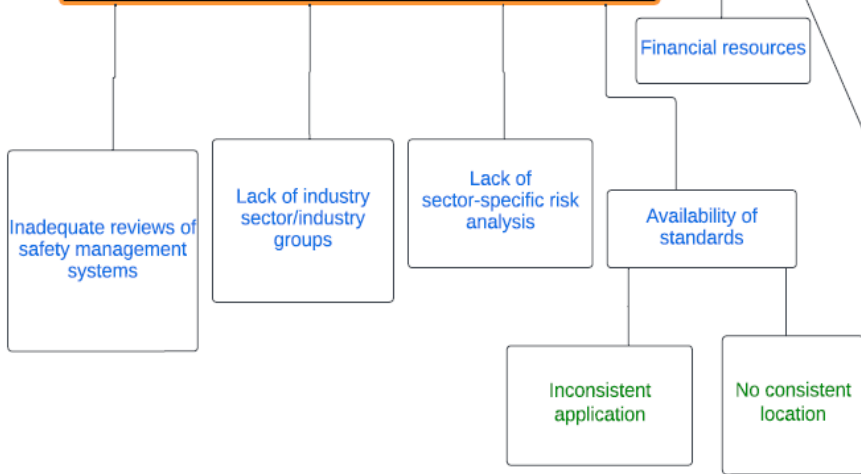 Financial resources
Inadequate reviews of
safety management
systems
Lack of industry
sector/industry
groups
Lack of
sector-specific risk
analysis
Availability of
standards
Inconsistent
application
No consistent
location